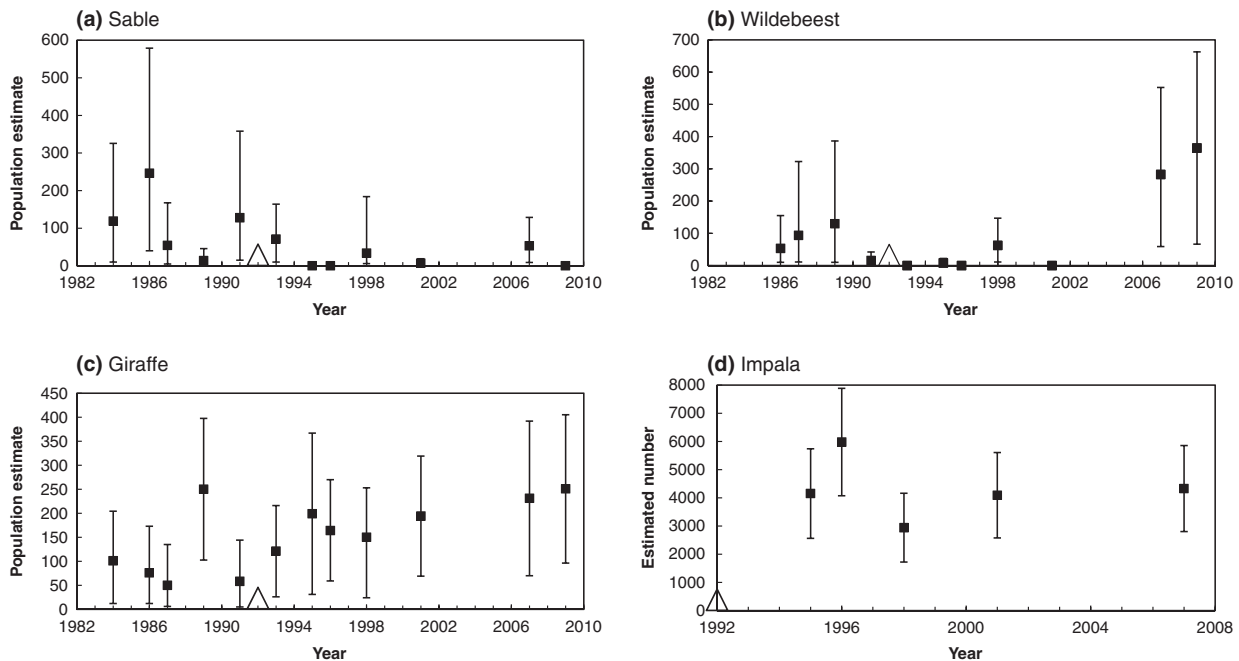 (a) Sable
Population estimate
600
500
400
300
200
100
0
1982 1986 1990 1994 1998 2002 2006 2010
Year
(b) Wildebeest
Population estimate
700
600
500
400
300
200
100
0
1982 1986 1990 1994 1998 2002 2006 2010
Year
(c) Giraffe
Population estimate
450
400
350
300
250
200
150
100
50
0
1982 1986 1990 1994 1998 2002 2006 2010
Year
(d) Impala
Estimated number
8000
7000
6000
5000
4000
3000
2000
1000
0
1992 1996 2000 2004 2008
Year